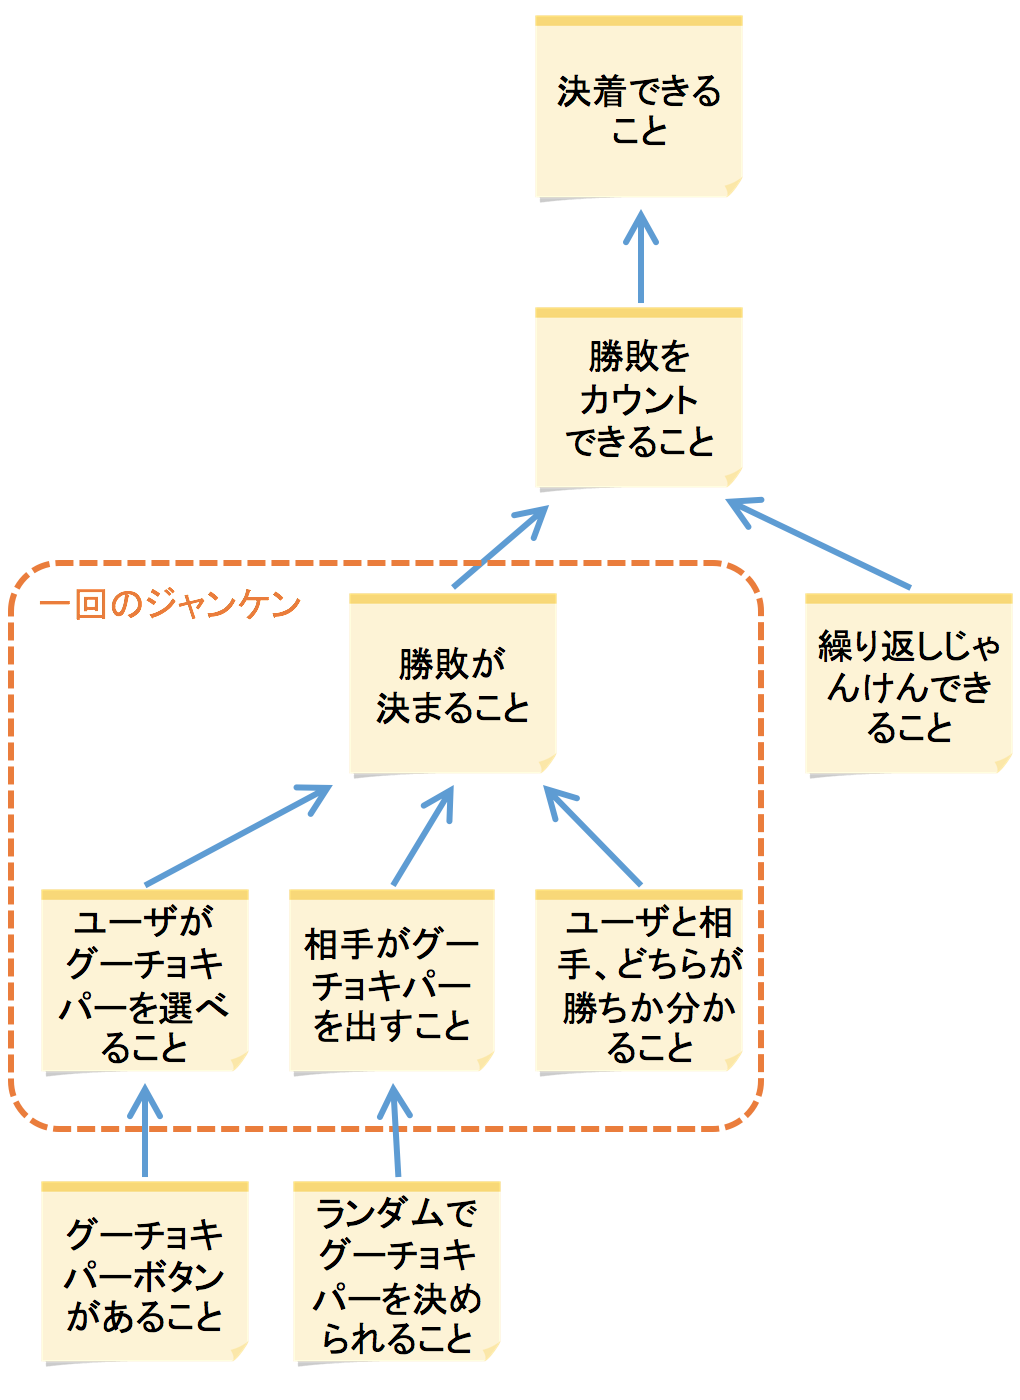 決着できる
こと
勝敗を
カウント
できること
一回のジャンケン
勝敗が
決まること
繰り返しじゃ
んけんでき
ること
ユーザが
グーチョキ
パーを選べ
ること
相手がグー
チョキパー
を出すこと
ユーザと相
手、どちらが
勝ちか分か
ること
グーチョキ
パーボタン
があること
ランダムで
グーチョキ
パーを決め
られること